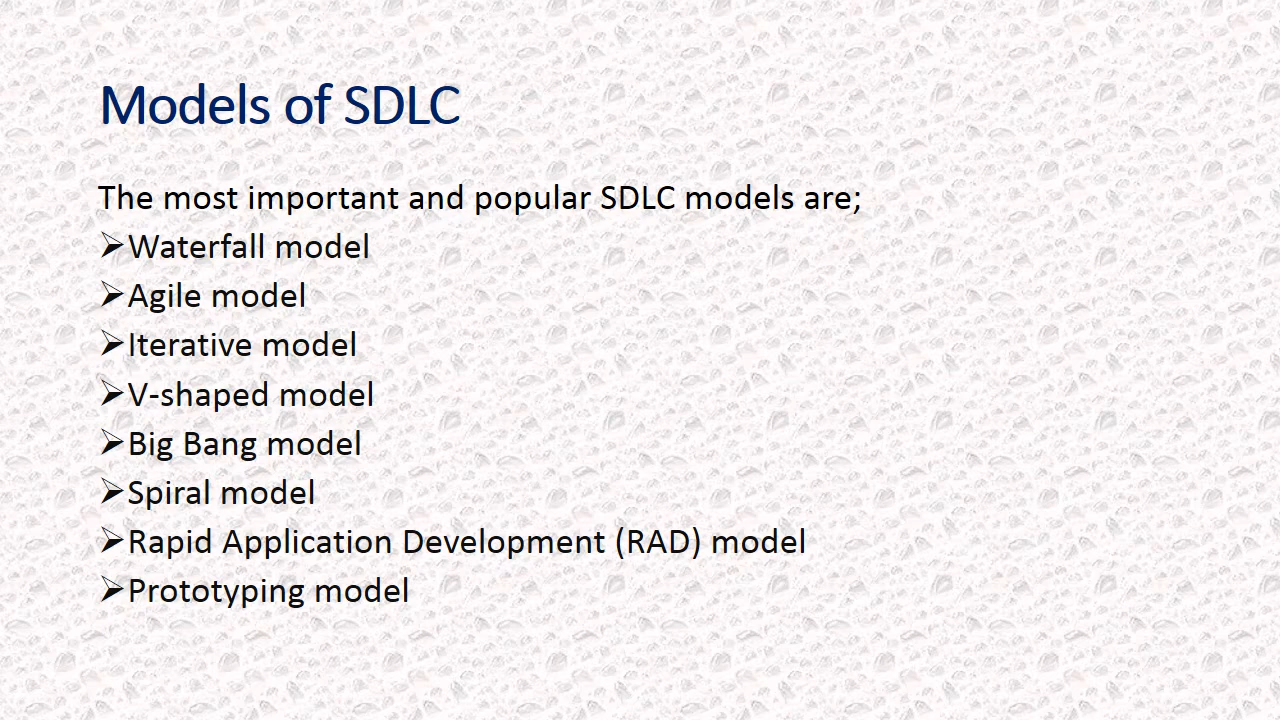 Models of SDLC
The most important and popular SDLC models are;
➢Waterfall model
➢Agile model
➢Iterative model
➢V-shaped model
➢Big Bang model
➢Spiral model
➢Rapid Application Development (RAD) model
➢Prototyping model